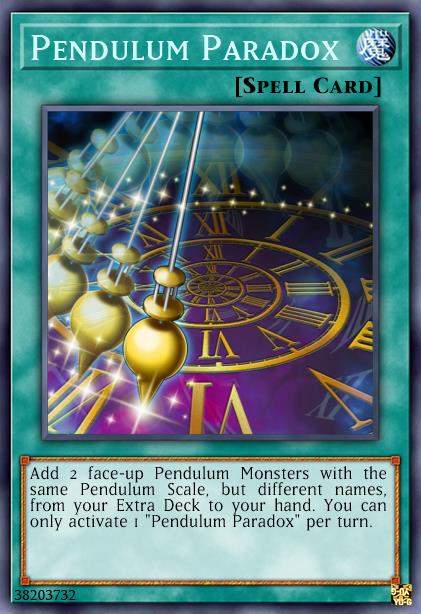 PENDULUM PARADOX
魔
[SPELL CARD]
Add 2 face-up Pendulum Monsters with the
same Pendulum Scale, but different names,
from your Extra Deck to your hand. You can
only activate 1 "Pendulum Paradox" per turn.
38203732